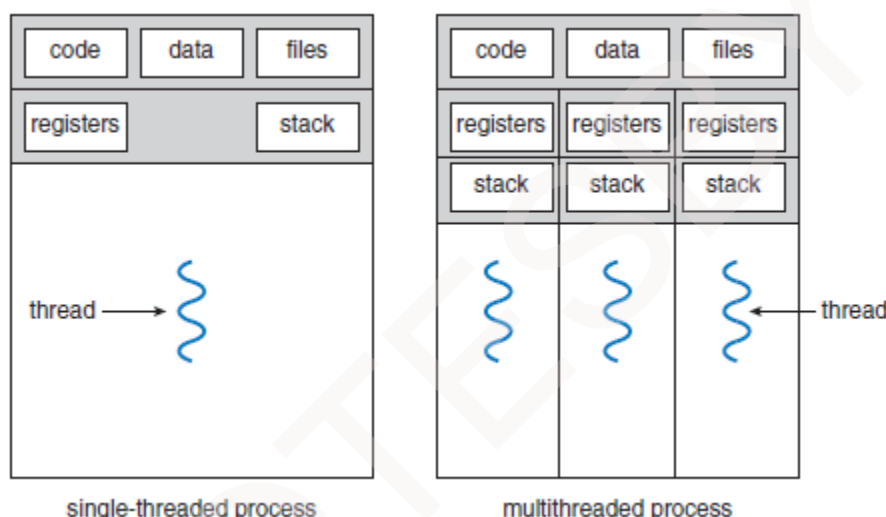 code data files
registers stack
thread
single-threaded process
code data files
registers registers registers
stack stack stack
thread
multithreaded process